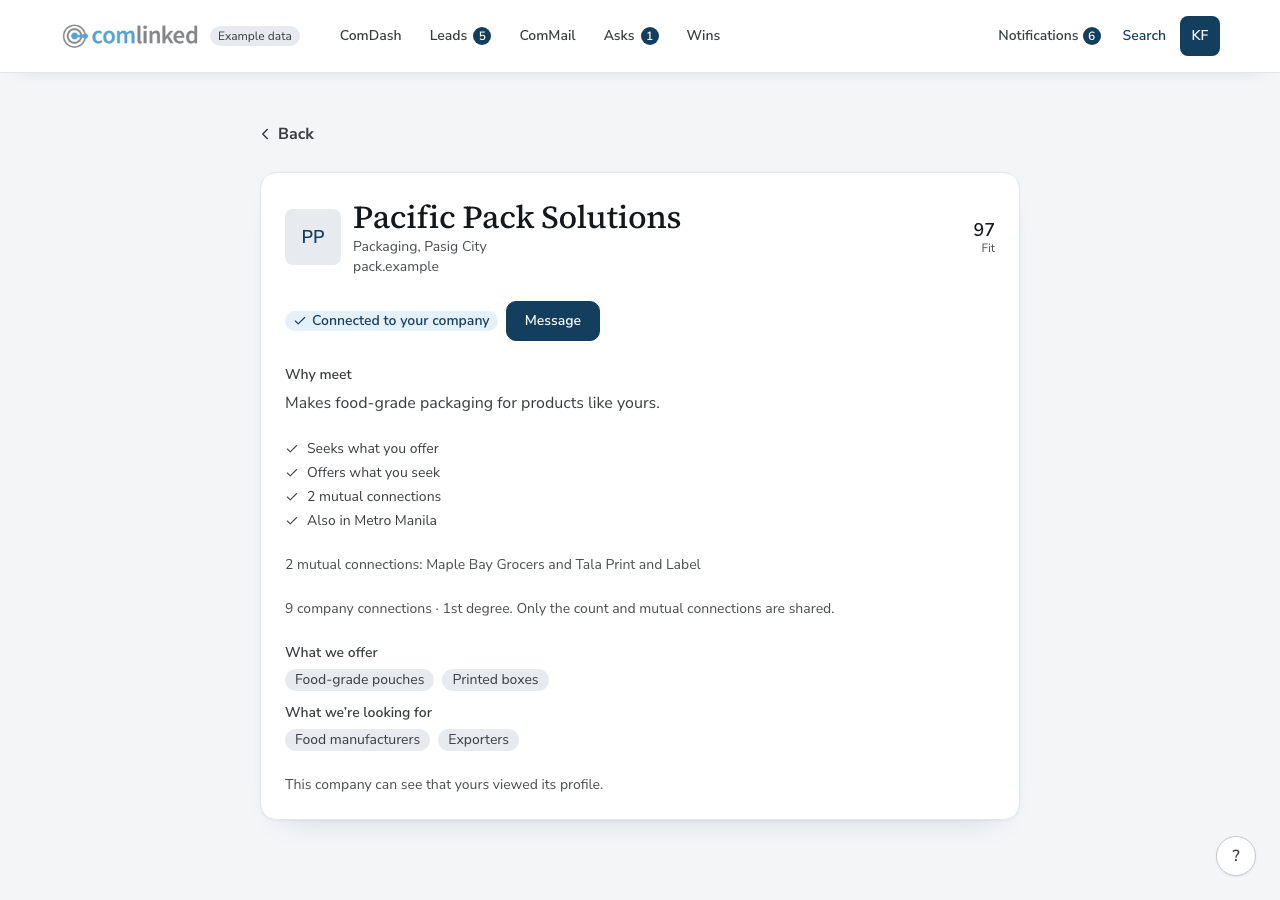 comlinked
Example data
ComDash
Leads 5
ComMail
Asks 1
Wins
Notifications 6
Search
KF
Back
PP
Pacific Pack Solutions
Packaging, Pasig City
pack.example
97
Fit
Connected to your company
Message
Why meet
Makes food-grade packaging for products like yours.
Seeks what you offer
Offers what you seek
2 mutual connections
Also in Metro Manila
2 mutual connections: Maple Bay Grocers and Tala Print and Label
9 company connections · 1st degree. Only the count and mutual connections are shared.
What we offer
Food-grade pouches
Printed boxes
What we're looking for
Food manufacturers
Exporters
This company can see that yours viewed its profile.
?